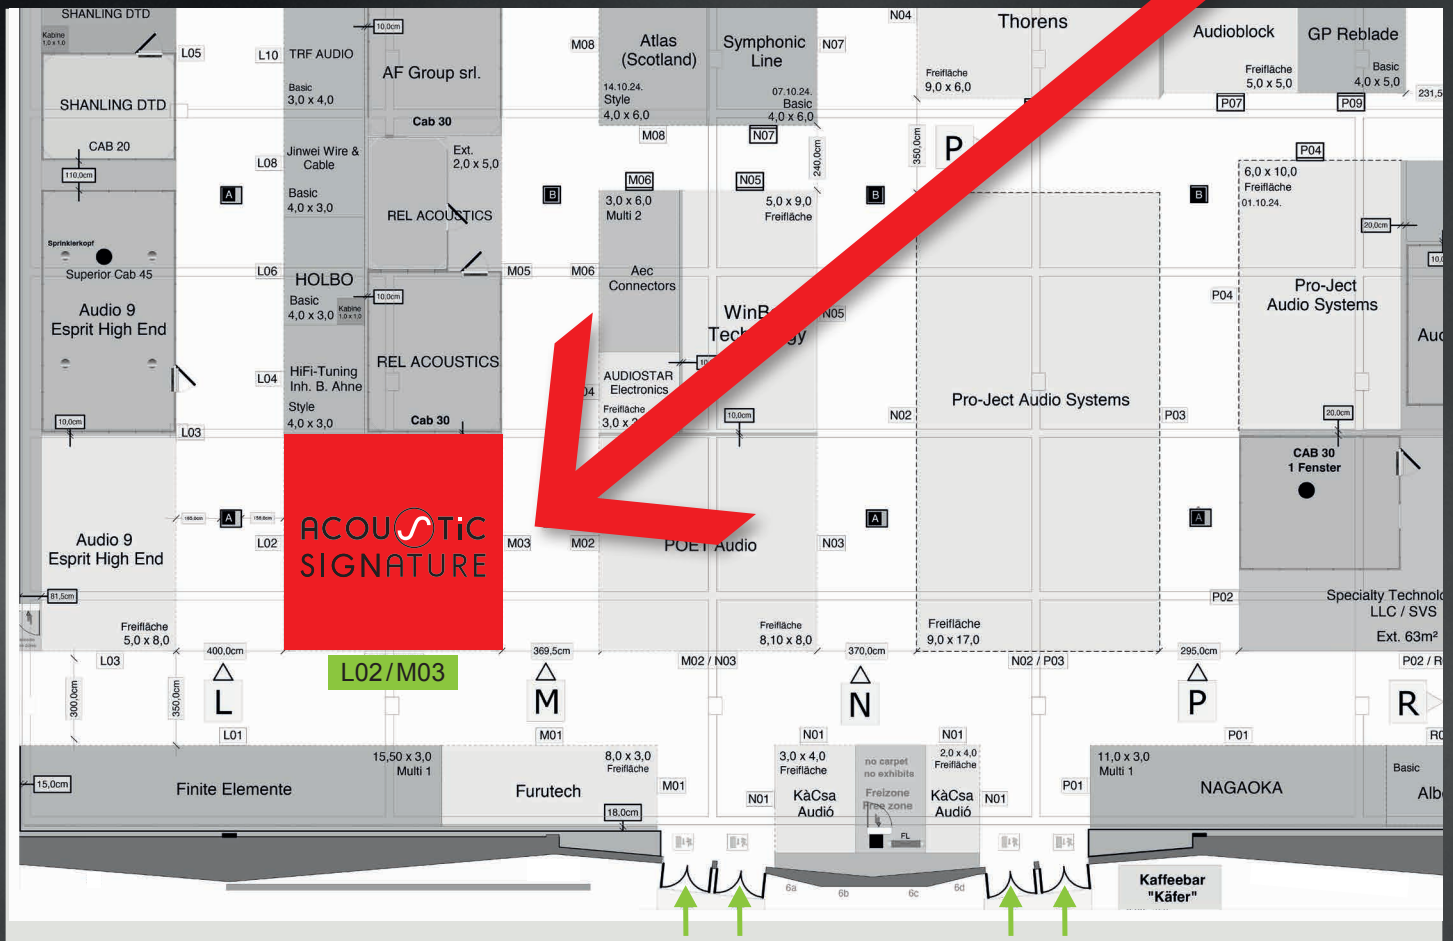 SHANLING DTD
Kabine
1,0 x 1,0
L05
SHANLING DTD
CAB 20
110,0cm
A
Sprinklerkopf
Superior Cab 45
Audio 9
Esprit High End
10,0cm
L03
Audio 9
Esprit High End
81,5cm
Freifläche
5,0 x 8,0
L03
L10
TRF AUDIO
Basic
3,0 x 4,0
L08
Jinwei Wire &
Cable
Basic
4,0 x 3,0
L06
HOLBO
Basic
4,0 x 3,0
Kabine
1,0 x 1,0
L04
HiFi-Tuning
Inh. B. Ahne
Style
4,0 x 3,0
10,0cm
AF Group srl.
Cab 30
Ext.
2,0 x 5,0
REL ACOUSTICS
M05
10,0cm
REL ACOUSTICS
Cab 30
A
L02
ACOUSTIC
SIGNATURE
M03
L02/M03
M08
Atlas
(Scotland)
14.10.24.
Style
4,0 x 6,0
M08
Symphonic
Line
07.10.24.
Basic
4,0 x 6,0
N07
N07
240,0cm
B
M06
3,0 x 6,0
Multi 2
M06
Aec
Connectors
N05
5,0 x 9,0
Freifläche
N05
AUDIOSTAR
Electronics
Freifläche
10,0cm
M02
POET Audio
N03
Freifläche
8,10 x 8,0
M02 / N03
N04
Thorens
Freifläche
9,0 x 6,0
350,0cm
P
B
Pro-Ject Audio Systems
N02
P03
A
Freifläche
9,0 x 17,0
N02 / P03
Audioblock
Freifläche
5,0 x 5,0
P07
GP Reblade
Basic
4,0 x 5,0
P09
P04
6,0 x 10,0
Freifläche
01.10.24.
B
20,0cm
P04
Pro-Ject
Audio Systems
20,0cm
CAB 30
1 Fenster
A
P02
LLC / SVS
Ext. 63m²
400,0cm
L
369,5cm
M
370,0cm
N
295,0cm
P
R
300,0cm
350,0cm
L01
M01
N01
N01
P01
15,50 x 3,0
Multi 1
Finite Elemente
15,0cm
8,0 x 3,0
Freifläche
Furutech
18,0cm
M01
N01
3,0 x 4,0
Freifläche
KàCsa
Audió
no carpet
no exhibits
Freizone
Free zone
FL
2,0 x 4,0
Freifläche
KàCsa
Audió
N01
P01
11,0 x 3,0
Multi 1
NAGAOKA
Basic
6a
6b
6c
6d
Kaffeebar
"Käfer"